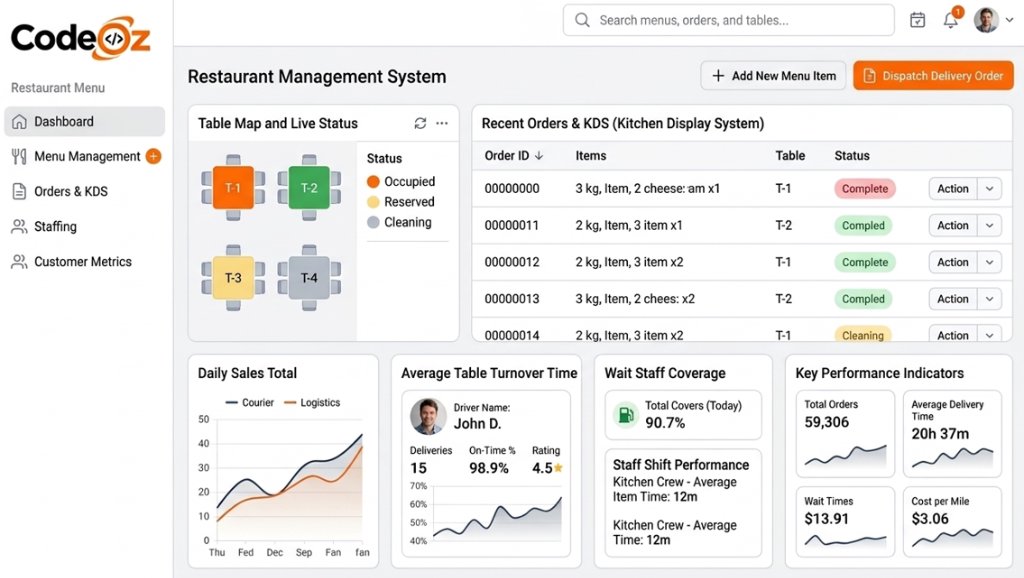 CodeOz
Restaurant Menu
Dashboard
Menu Management
Orders & KDS
Staffing
Customer Metrics
Search menus, orders, and tables...
1
Restaurant Management System
Add New Menu Item
Dispatch Delivery Order
Table Map and Live Status
T-1
T-2
T-3
T-4
Status
Occupied
Reserved
Cleaning
Recent Orders & KDS (Kitchen Display System)
Order ID Items Table Status
00000000 3 kg, Item, 2 cheese: am x1 T-1 Complete Action
00000011 2 kg, Item, 3 item x1 T-2 Compled Action
00000012 2 kg, Item, 3 item x2 T-1 Complete Action
00000013 3 kg, Item, 2 chees: x2 T-2 Compled Action
00000014 2 kg, Item, 3 item x2 T-1 Cleaning Action
Daily Sales Total
Courier Logistics
50
40
30
20
10
0
Thu Fed Dec Sep Fan fan
Average Table Turnover Time
Driver Name:
John D.
Deliveries On-Time % Rating
15 98.9% 4.5
70%
60%
50%
40%
Wait Staff Coverage
Total Covers (Today)
90.7%
Staff Shift Performance
Kitchen Crew - Average
Item Time: 12m
Kitchen Crew - Average
Time: 12m
Key Performance Indicators
Total Orders
59,306
Average Delivery
Time
20h 37m
Wait Times
$13.91
Cost per Mile
$3.06